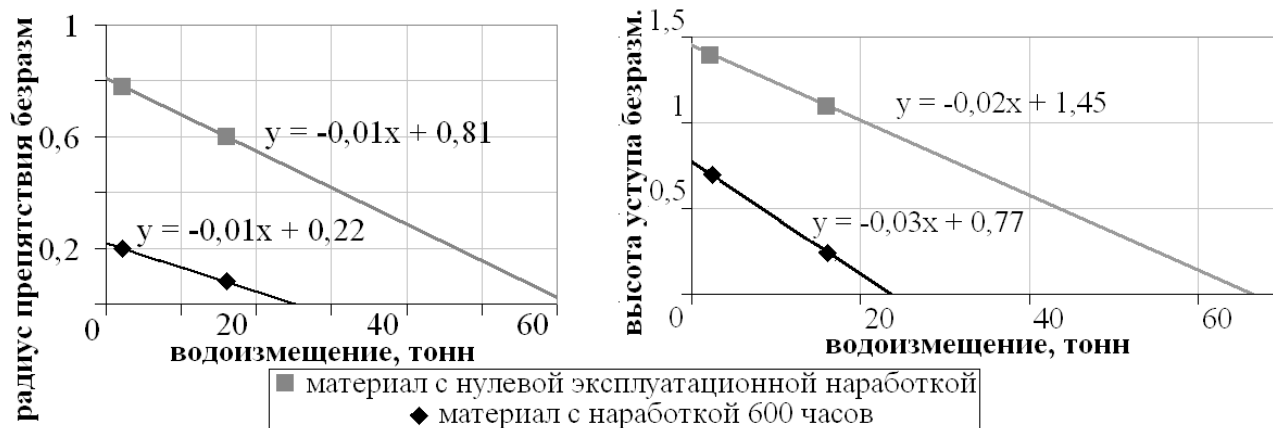 радиус препятствия безразм
1
0,6
0,2
y = -0,01x + 0,81
y = -0,01x + 0,22
0
20
40
60
водоизмещение, тонн
высота уступа безразм.
1,5
1
0,5
y = -0,02x + 1,45
y = -0,03x + 0,77
0
20
40
60
водоизмещение, тонн
материал с нулевой эксплуатационной наработкой
материал с наработкой 600 часов